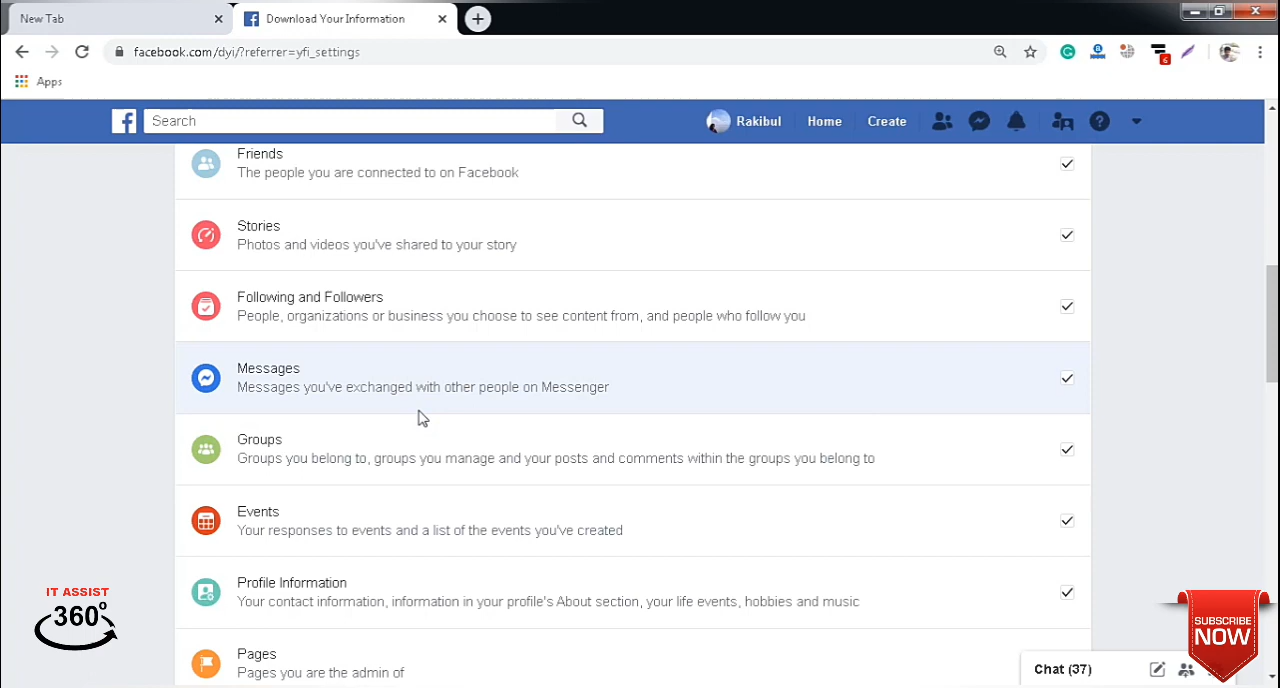 New Tab
Download Your Information
facebook.com/dyi/?referrer=yfi_settings
6
Apps
Search
Rakibul
Home
Create
Friends
The people you are connected to on Facebook
Stories
Photos and videos you've shared to your story
Following and Followers
People, organizations or business you choose to see content from, and people who follow you
Messages
Messages you've exchanged with other people on Messenger
Groups
Groups you belong to, groups you manage and your posts and comments within the groups you belong to
Events
Your responses to events and a list of the events you've created
Profile Information
Your contact information, information in your profile's About section, your life events, hobbies and music
Pages
Pages you are the admin of
IT ASSIST
360°
SUBSCRIBE
NOW
Chat (37)